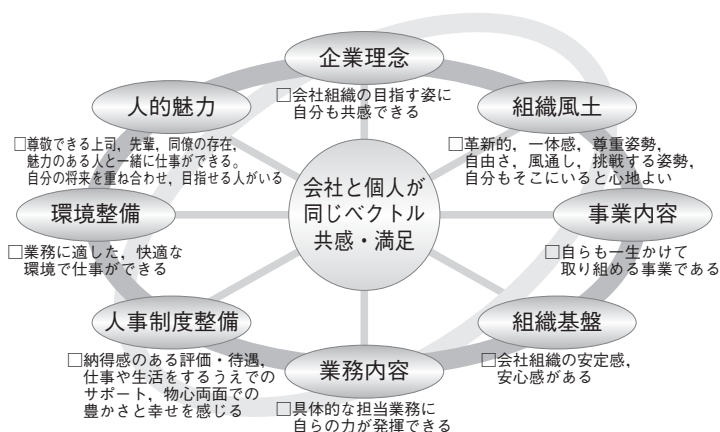 企業理念
□会社組織の目指す姿に
自分も共感できる
人的魅力
□尊敬できる上司，先輩，同僚の存在，
魅力のある人と一緒に仕事ができる。
自分の将来を重ね合わせ，目指せる人がいる
組織風土
□革新的，一体感，尊重姿勢，
自由さ，風通し，挑戦する姿勢，
自分もそこにいると心地よい
会社と個人が
同じベクトル
共感・満足
環境整備
□業務に適した，快適な
環境で仕事ができる
事業内容
□自らも一生かけて
取り組める事業である
人事制度整備
□納得感のある評価・待遇，
仕事や生活をするうえでの
サポート，物心両面での
豊かさと幸せを感じる
業務内容
□具体的な担当業務に
自らの力が発揮できる
組織基盤
□会社組織の安定感，
安心感がある